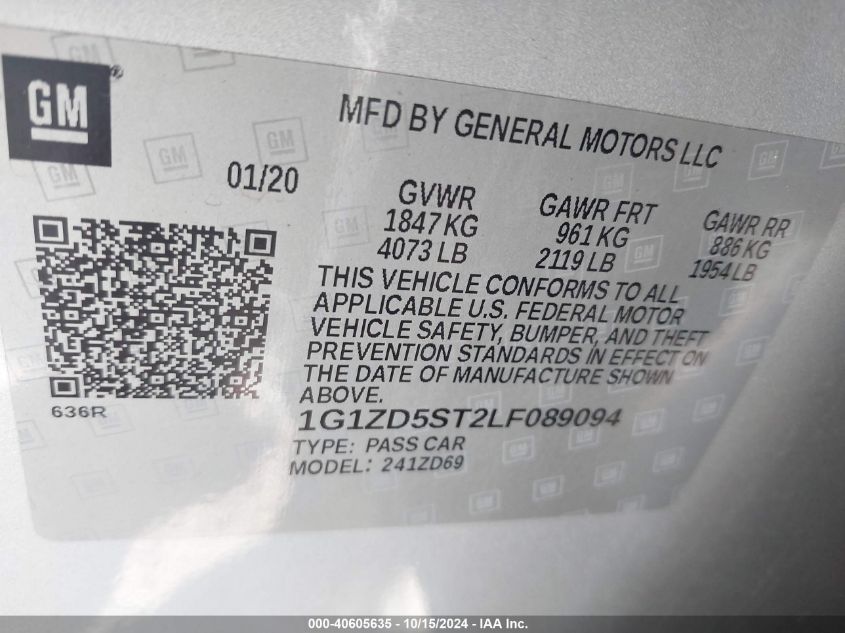 GM
MFD BY GENERAL MOTORS LLC
01/20
GVWR
1847 KG
4073 LB
GAWR FRT
961 KG
2119 LB
GAWR RR
886 KG
1954 LB
THIS VEHICLE CONFORMS TO ALL
APPLICABLE U.S. FEDERAL MOTOR
VEHICLE SAFETY, BUMPER, AND THEFT
PREVENTION STANDARDS IN EFFECT ON
THE DATE OF MANUFACTURE SHOWN
ABOVE.
636R
1G1ZD5ST2LF089094
TYPE: PASS CAR
MODEL: 241ZD69
000-40605635 - 10/15/2024 - IAA Inc.